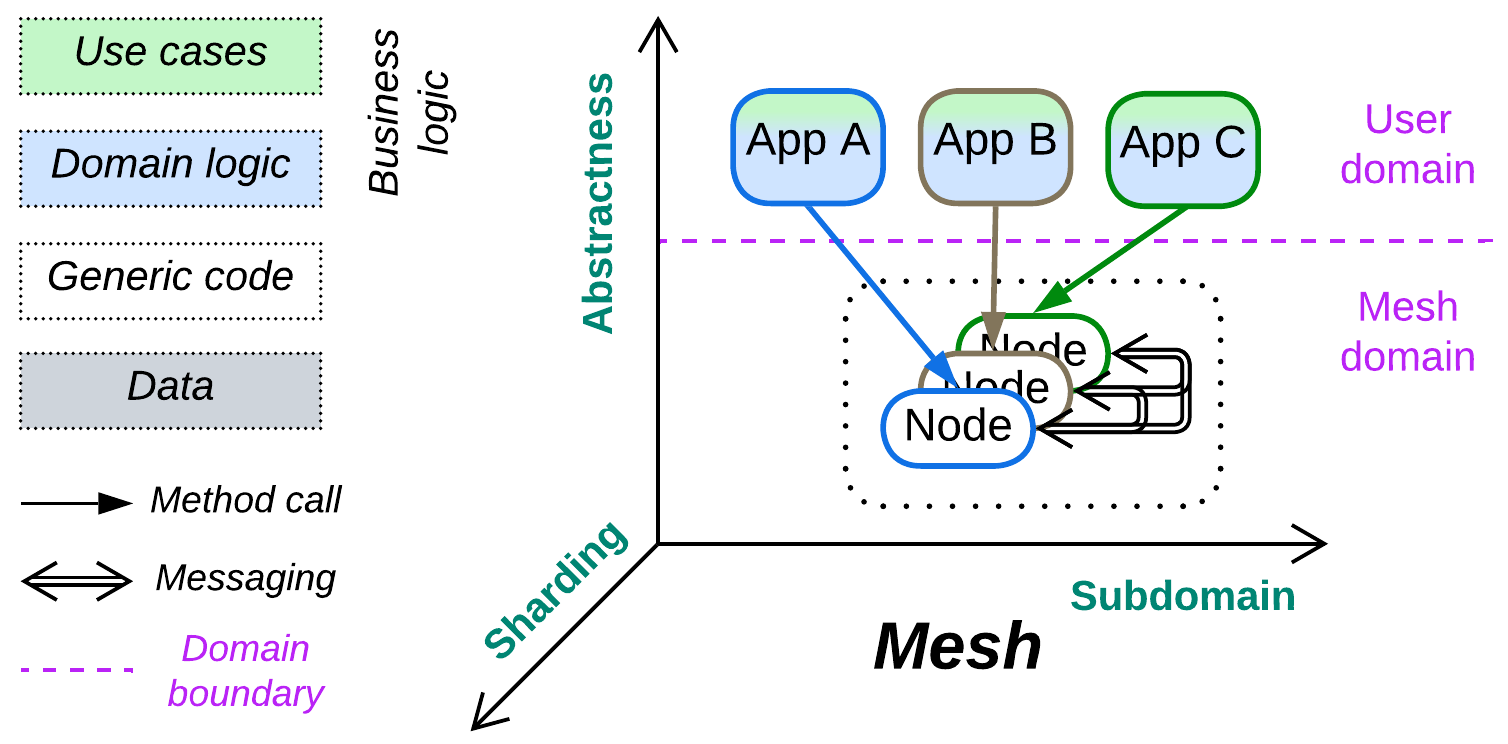 Use cases
Domain logic
Generic code
Data
Method call
Messaging
Domain
boundary
Business
logic
Abstractness
Sharding
Subdomain
App A
App B
App C
User
domain
Mesh
domain
Node
Node
Node
Mesh